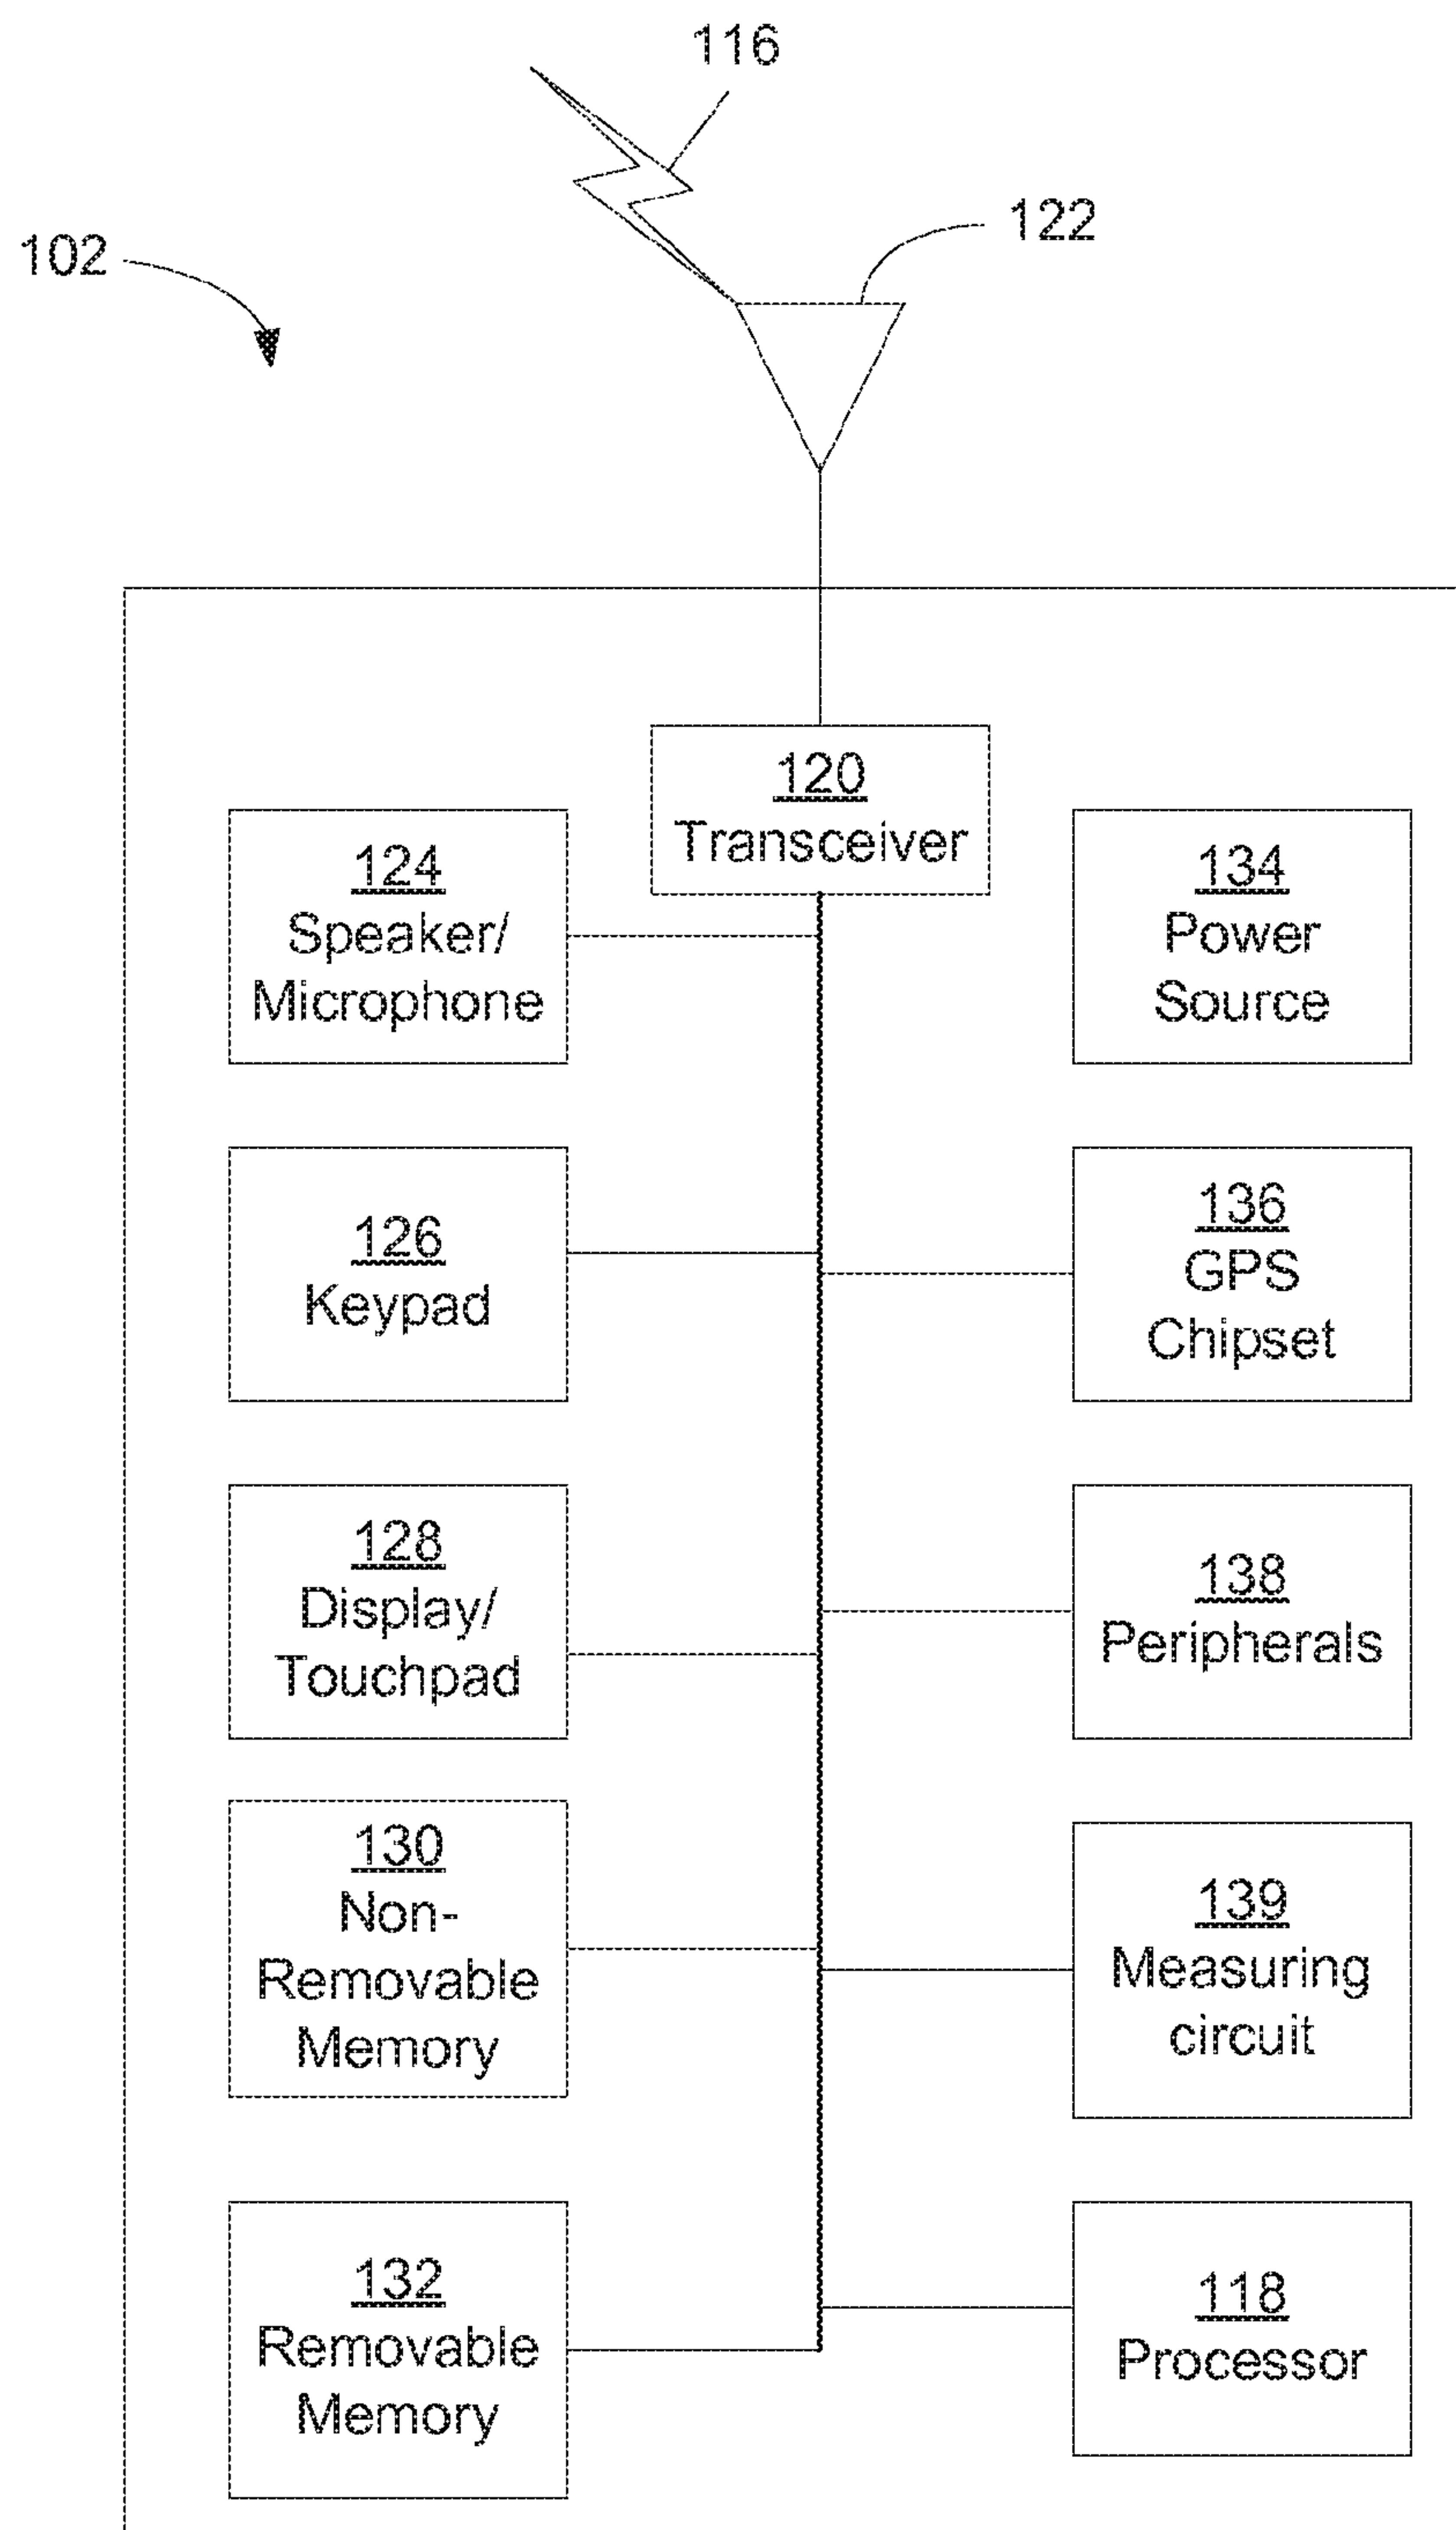 116
122
102
120
Transceiver
124
Speaker/
Microphone
134
Power
Source
126
Keypad
136
GPS
Chipset
128
Display/
Touchpad
138
Peripherals
130
Non-
Removable
Memory
139
Measuring
circuit
132
Removable
Memory
118
Processor